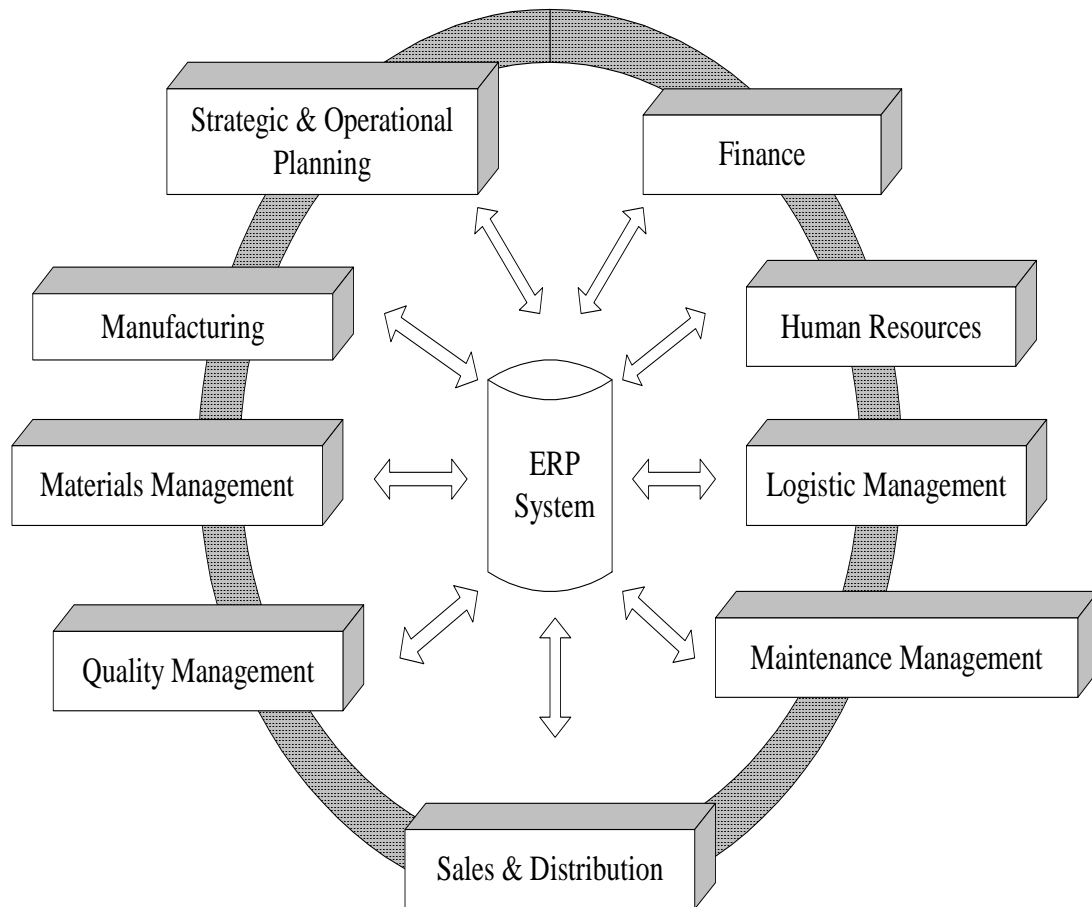 Strategic & Operational
Planning
Finance
Manufacturing
Human Resources
ERP
System
Materials Management
Logistic Management
Quality Management
Maintenance Management
Sales & Distribution